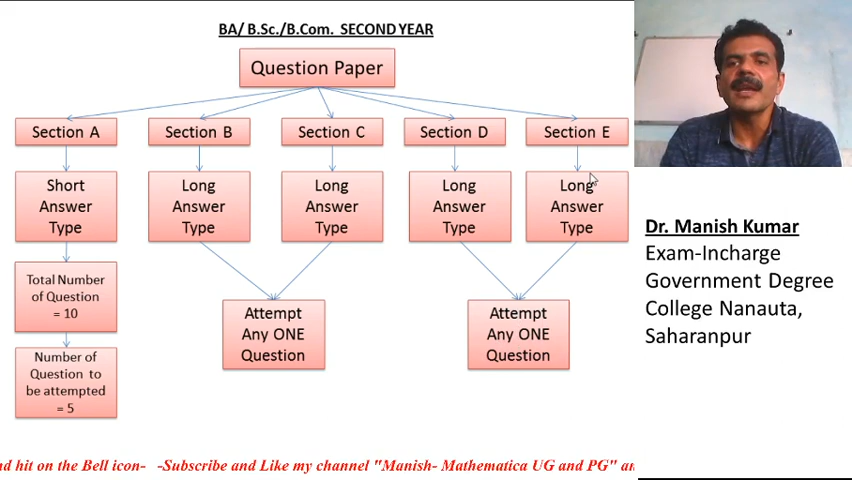 BA/ B.Sc./B.Com. SECOND YEAR
Question Paper
Section A
Section B
Section C
Section D
Section E
Short
Answer
Type
Long
Answer
Type
Long
Answer
Type
Long
Answer
Type
Long
Answer
Type
Total Number
of Question
= 10
Number of
Question to
be attempted
= 5
Attempt
Any ONE
Question
Attempt
Any ONE
Question
Dr. Manish Kumar
Exam-Incharge
Government Degree
College Nanauta,
Saharanpur
hit on the Bell icon- -Subscribe and Like my channel "Manish- Mathematica UG and PG"